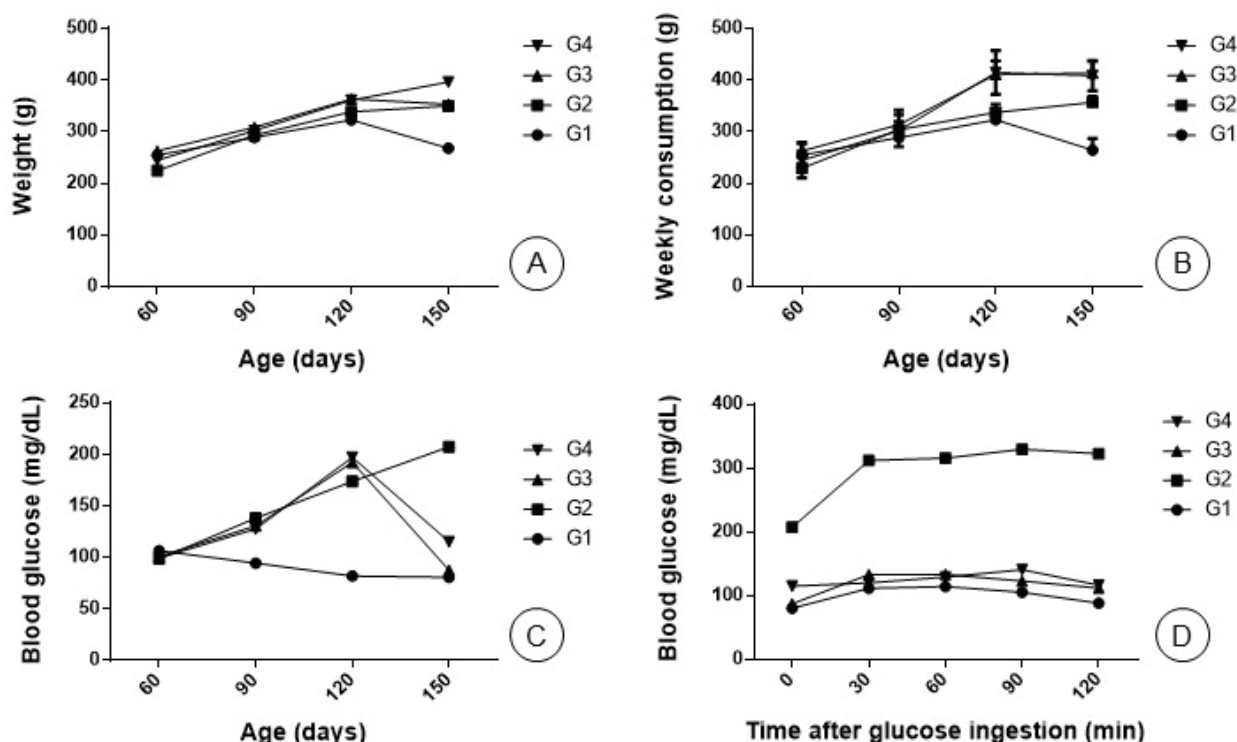 Weight (g)
500
400
300
200
100
0
60
90
120
150
Age (days)
G4
G3
G2
G1
A
Weekly consumption (g)
500
400
300
200
100
0
60
90
120
150
Age (days)
G4
G3
G2
G1
B
Blood glucose (mg/dL)
250
200
150
100
50
0
60
90
120
150
Age (days)
G4
G3
G2
G1
C
Blood glucose (mg/dL)
400
300
200
100
0
0
30
60
90
120
Time after glucose ingestion (min)
G4
G3
G2
G1
D